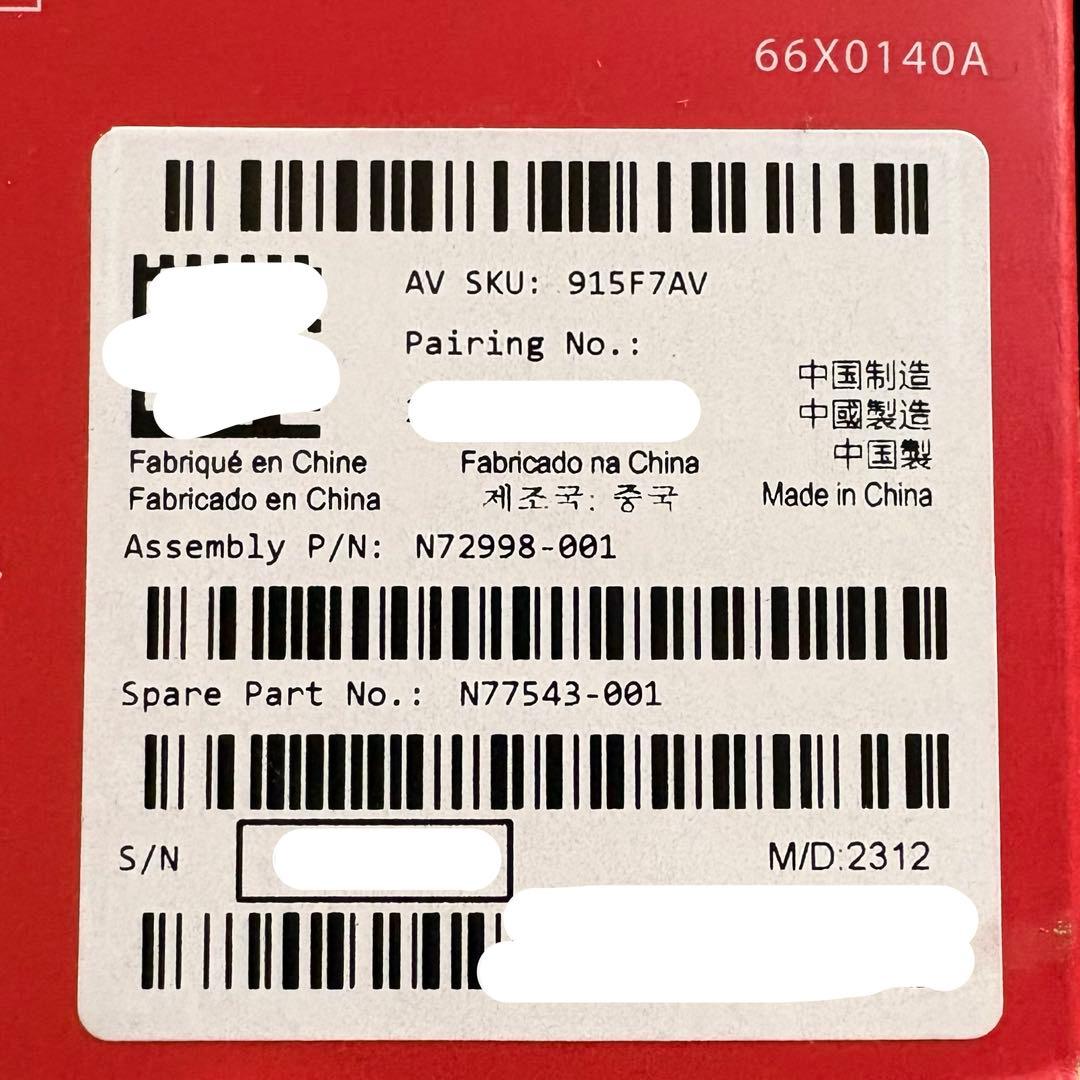 66X0140A
AV SKU: 915F7AV
Pairing No.:
中国制造
中國製造
中国製
Fabriqué en Chine
Fabricado na China
Fabricado en China
제조국: 중국
Made in China
Assembly P/N: N72998-001
Spare Part No.: N77543-001
S/N
M/D:2312